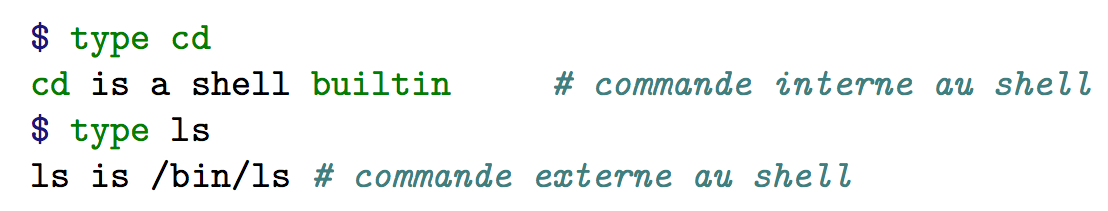 $ type cd
cd is a shell builtin # commande interne au shell
$ type ls
ls is /bin/ls # commande externe au shell